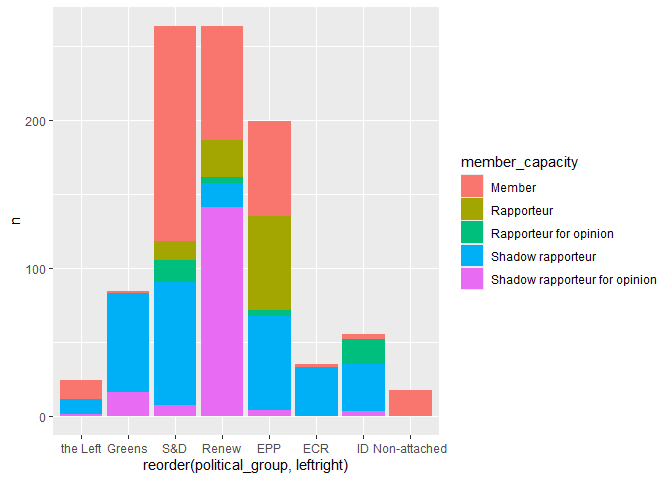 200
100
0
n
the Left Greens S&D Renew EPP ECR ID Non-attached
reorder(political_group, leftright)
member_capacity
Member
Rapporteur
Rapporteur for opinion
Shadow rapporteur
Shadow rapporteur for opinion